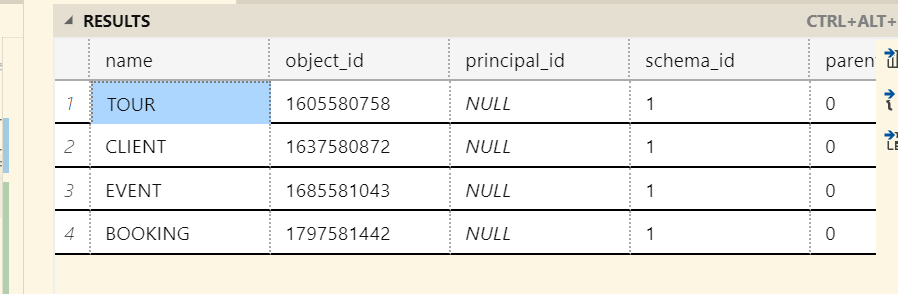 RESULTS CTRL+ALT+
name object_id principal_id schema_id paren
1 TOUR 1605580758 NULL 1 0
2 CLIENT 1637580872 NULL 1 0
3 EVENT 1685581043 NULL 1 0
4 BOOKING 1797581442 NULL 1 0